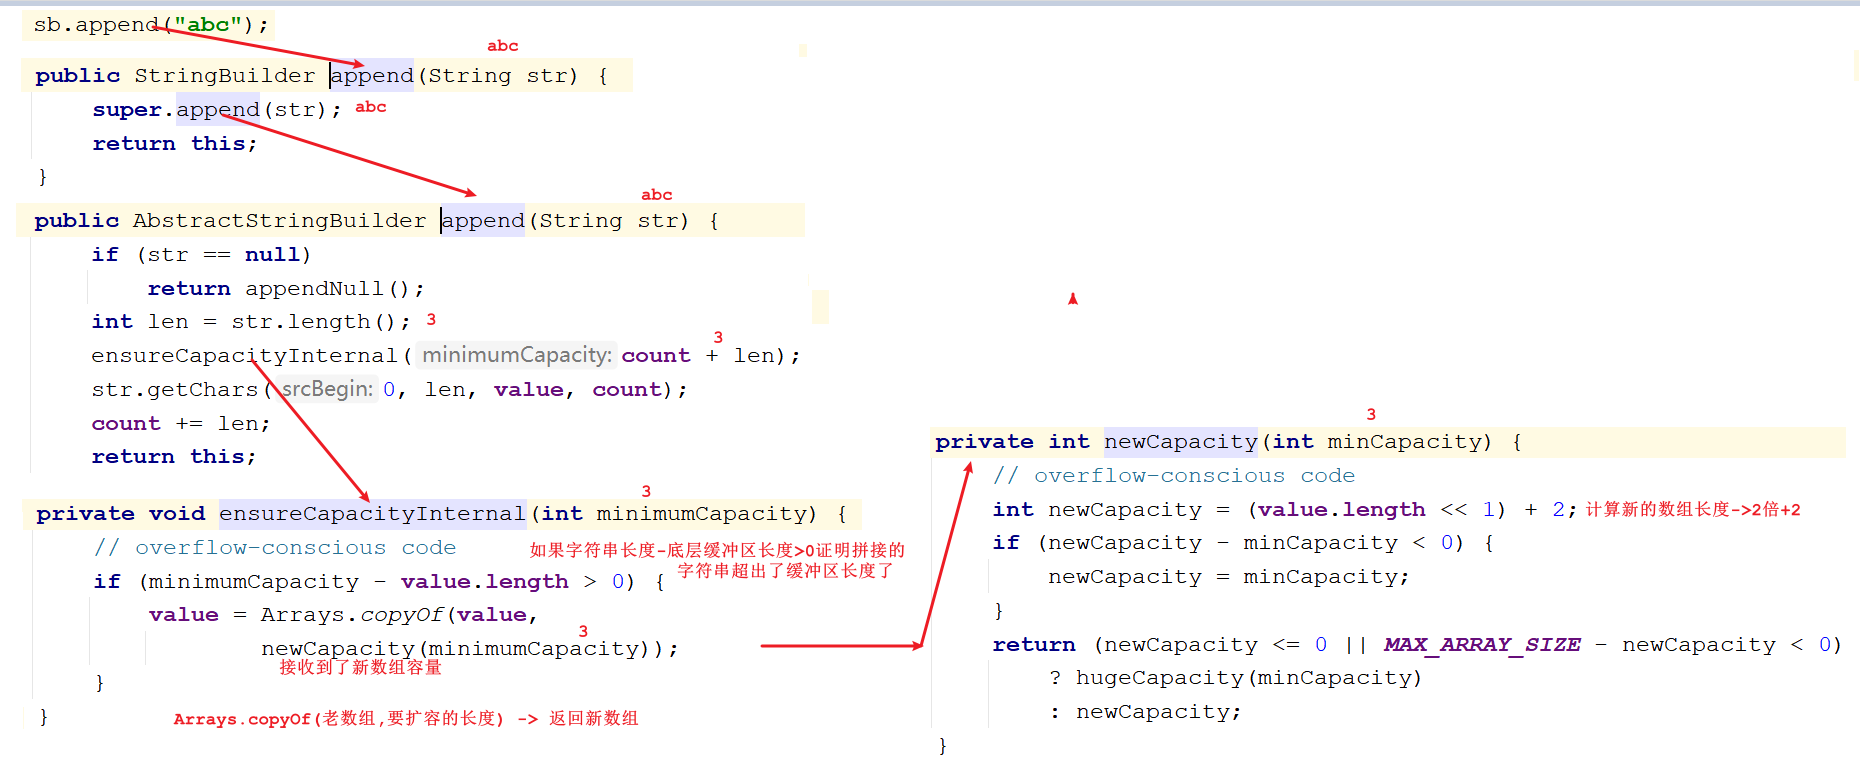 sb.append("abc");
abc
public StringBuilder append(String str) {
super.append(str); abc
return this;
}
abc
public AbstractStringBuilder append(String str) {
if (str == null)
return appendNull();
int len = str.length(); 3
3
ensureCapacityInternal( minimumCapacity: count + len);
str.getChars( srcBegin: 0, len, value, count);
count += len;
return this;
3
private void ensureCapacityInternal(int minimumCapacity) {
// overflow-conscious code
如果字符串长度-底层缓冲区长度>0证明拼接的
字符串超出了缓冲区长度了
if (minimumCapacity - value.length > 0) {
value = Arrays.copyOf(value,
3
newCapacity(minimumCapacity));
接收到了新数组容量
}
}
Arrays.copyOf(老数组,要扩容的长度) -> 返回新数组
3
private int newCapacity(int minCapacity) {
// overflow-conscious code
int newCapacity = (value.length << 1) + 2; 计算新的数组长度->2倍+2
if (newCapacity - minCapacity < 0) {
newCapacity = minCapacity;
}
return (newCapacity <= 0 || MAX_ARRAY_SIZE - newCapacity < 0)
? hugeCapacity(minCapacity)
: newCapacity;
}